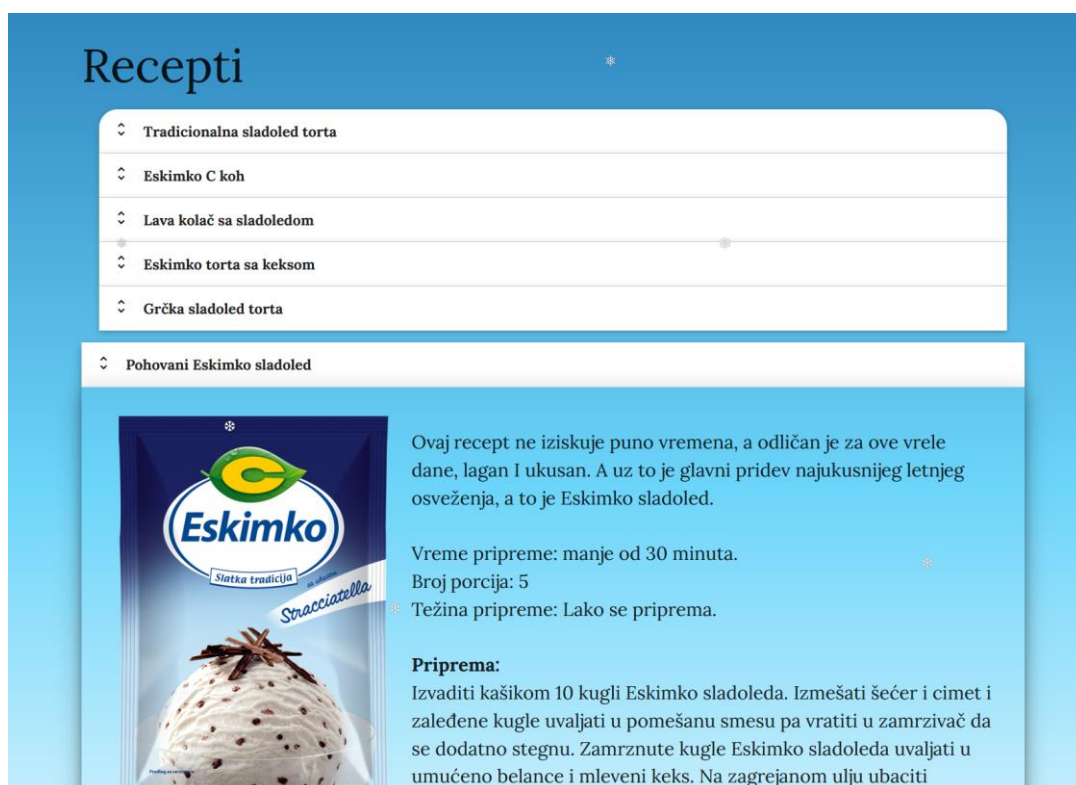 Recepti
Tradicionalna sladoled torta
Eskimko C koh
Lava kolač sa sladoledom
Eskimko torta sa keksom
Grčka sladoled torta
Pohovani Eskimko sladoled
C
Eskimko
Slatka tradicija
Stracciatella
Ovaj recept ne iziskuje puno vremena, a odličan je za ove vrele
dane, lagan I ukusan. A uz to je glavni pridev najukusnijeg letnjeg
osveženja, a to je Eskimko sladoled.
Vreme pripreme: manje od 30 minuta.
Broj porcija: 5
Težina pripreme: Lako se priprema.
Priprema:
Izvaditi kašikom 10 kugli Eskimko sladoleda. Izmešati šećer i cimet i
zaleđene kugle uvaljati u pomešanu smesu pa vratiti u zamrzivač da
se dodatno stegnu. Zamrznute kugle Eskimko sladoleda uvaljati u
umućeno belance i mleveni keks. Na zagrejanom ulju ubaciti